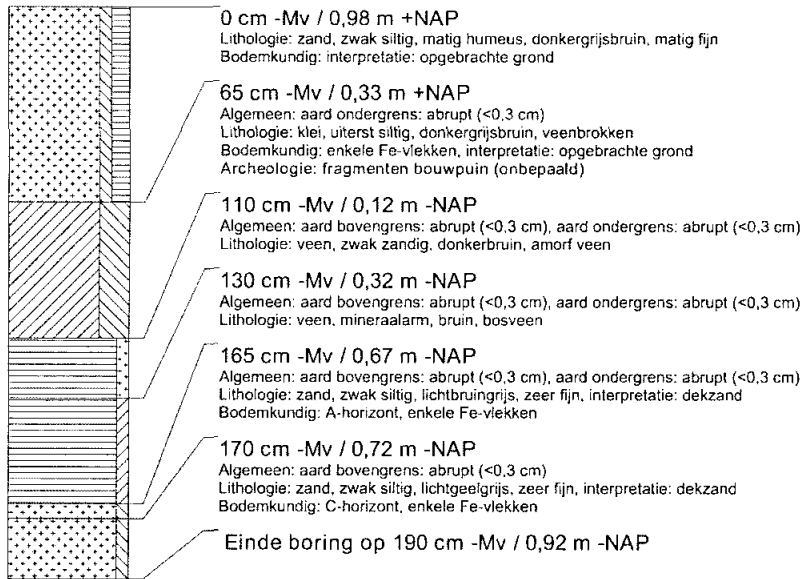 0 cm -Mv / 0,98 m +NAP
Lithologie: zand, zwak siltig, matig humeus, donkergrijsbruin, matig fijn
Bodemkundig: interpretatie: opgebrachte grond
65 cm -Mv / 0,33 m +NAP
Algemeen: aard ondergrens: abrupt (<0,3 cm)
Lithologie: klei, uiterst siltig, donkergrijsbruin, veenbrokken
Bodemkundig: enkele Fe-vlekken, interpretatie: opgebrachte grond
Archeologie: fragmenten bouwpuin (onbepaald)
110 cm -Mv / 0,12 m -NAP
Algemeen: aard bovengrens: abrupt (<0,3 cm), aard ondergrens: abrupt (<0,3 cm)
Lithologie: veen, zwak zandig, donkerbruin, amorf veen
130 cm -Mv / 0,32 m -NAP
Algemeen: aard bovengrens: abrupt (<0,3 cm), aard ondergrens: abrupt (<0,3 cm)
Lithologie: veen, mineraalarm, bruin, bosveen
165 cm -Mv / 0,67 m -NAP
Algemeen: aard bovengrens: abrupt (<0,3 cm), aard ondergrens: abrupt (<0,3 cm)
Lithologie: zand, zwak siltig, lichtbruingrijs, zeer fijn, interpretatie: dekzand
Bodemkundig: A-horizont, enkele Fe-vlekken
170 cm -Mv / 0,72 m -NAP
Algemeen: aard bovengrens: abrupt (<0,3 cm)
Lithologie: zand, zwak siltig, lichtgeelgrijs, zeer fijn, interpretatie: dekzand
Bodemkundig: C-horizont, enkele Fe-vlekken
Einde boring op 190 cm -Mv / 0,92 m -NAP